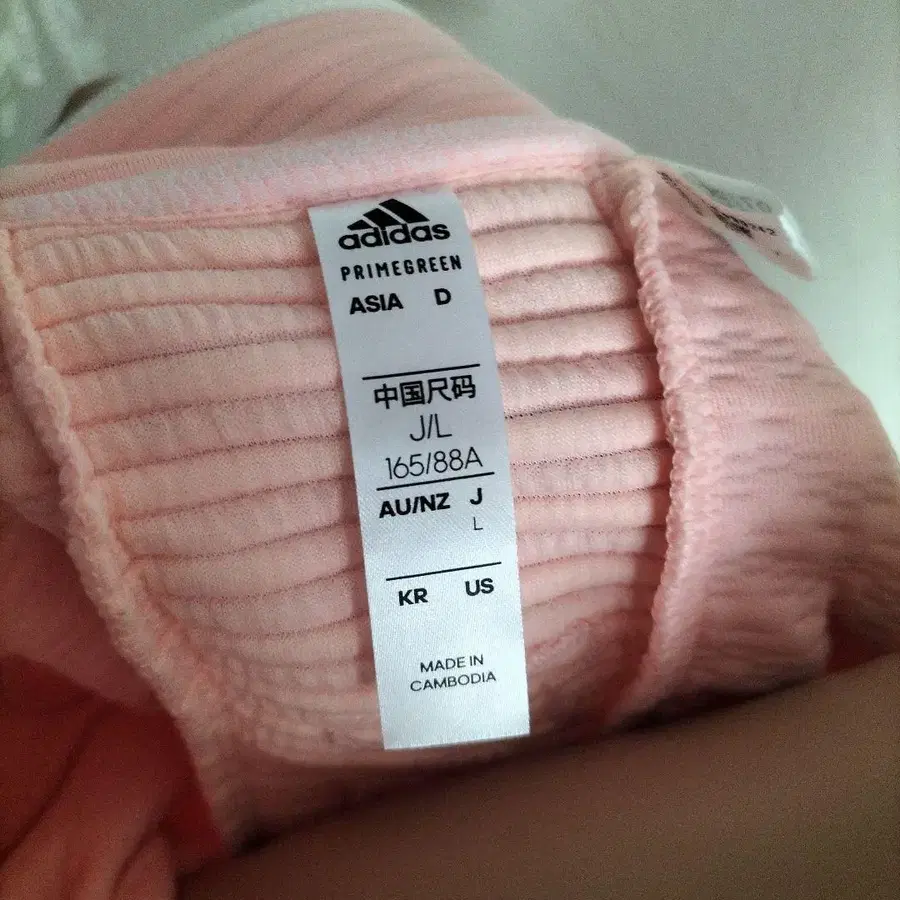 adidas
PRIMEGREEN
ASIA D
中国尺码
J/L
165/88A
AU/NZ J
L
KR US
MADE IN
CAMBODIA